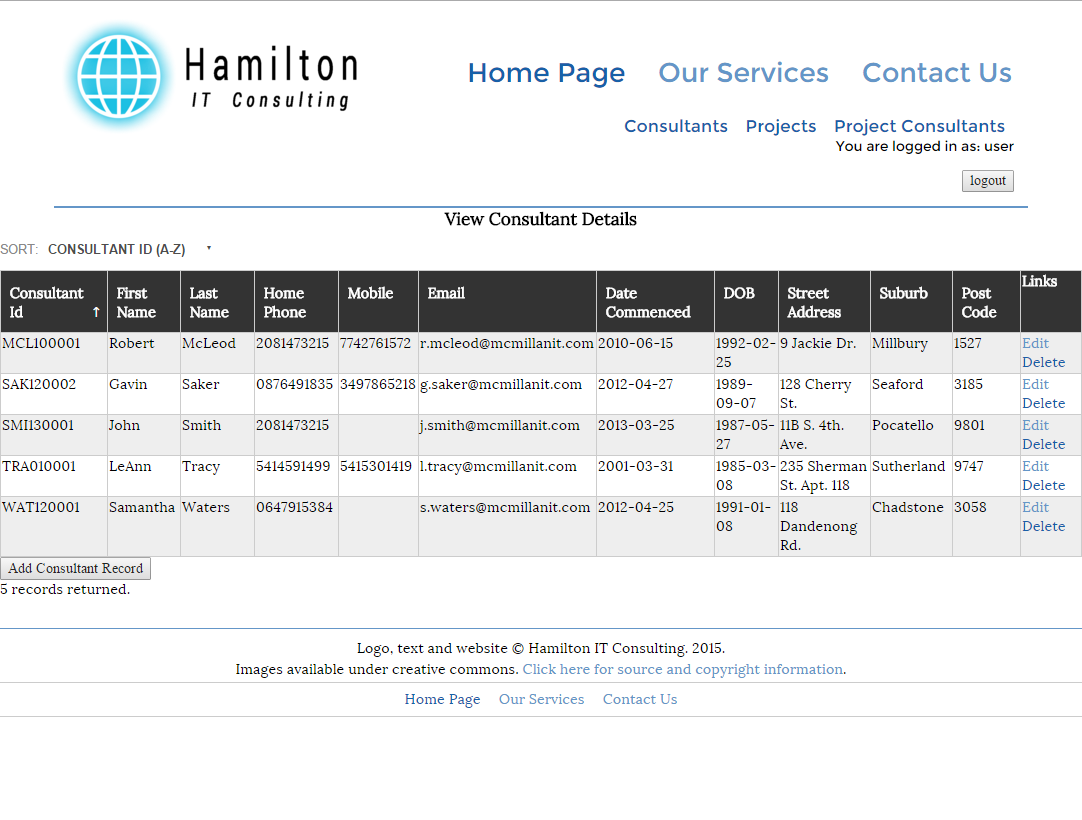 Hamilton
IT Consulting
Home Page Our Services Contact Us
Consultants Projects Project Consultants
You are logged in as: user
logout
View Consultant Details
SORT: CONSULTANT ID (A-Z)
Consultant Id ↑ First Name Last Name Home Phone Mobile Email Date Commenced DOB Street Address Suburb Post Code Links
MCL100001 Robert McLeod 2081473215 7742761572 r.mcleod@mcmillanit.com 2010-06-15 1992-02-25 9 Jackie Dr. Millbury 1527 Edit Delete
SAK120002 Gavin Saker 0876491835 3497865218 g.saker@mcmillanit.com 2012-04-27 1989-09-07 128 Cherry St. Seaford 3185 Edit Delete
SMI130001 John Smith 2081473215 j.smith@mcmillanit.com 2013-03-25 1987-05-27 11B S. 4th. Ave. Pocatello 9801 Edit Delete
TRA010001 LeAnn Tracy 5414591499 5415301419 l.tracy@mcmillanit.com 2001-03-31 1985-03-08 235 Sherman St. Apt. 118 Sutherland 9747 Edit Delete
WAT120001 Samantha Waters 0647915384 s.waters@mcmillanit.com 2012-04-25 1991-01-08 118 Dandenong Rd. Chadstone 3058 Edit Delete
Add Consultant Record
5 records returned.
Logo, text and website © Hamilton IT Consulting. 2015.
Images available under creative commons. Click here for source and copyright information.
Home Page Our Services Contact Us